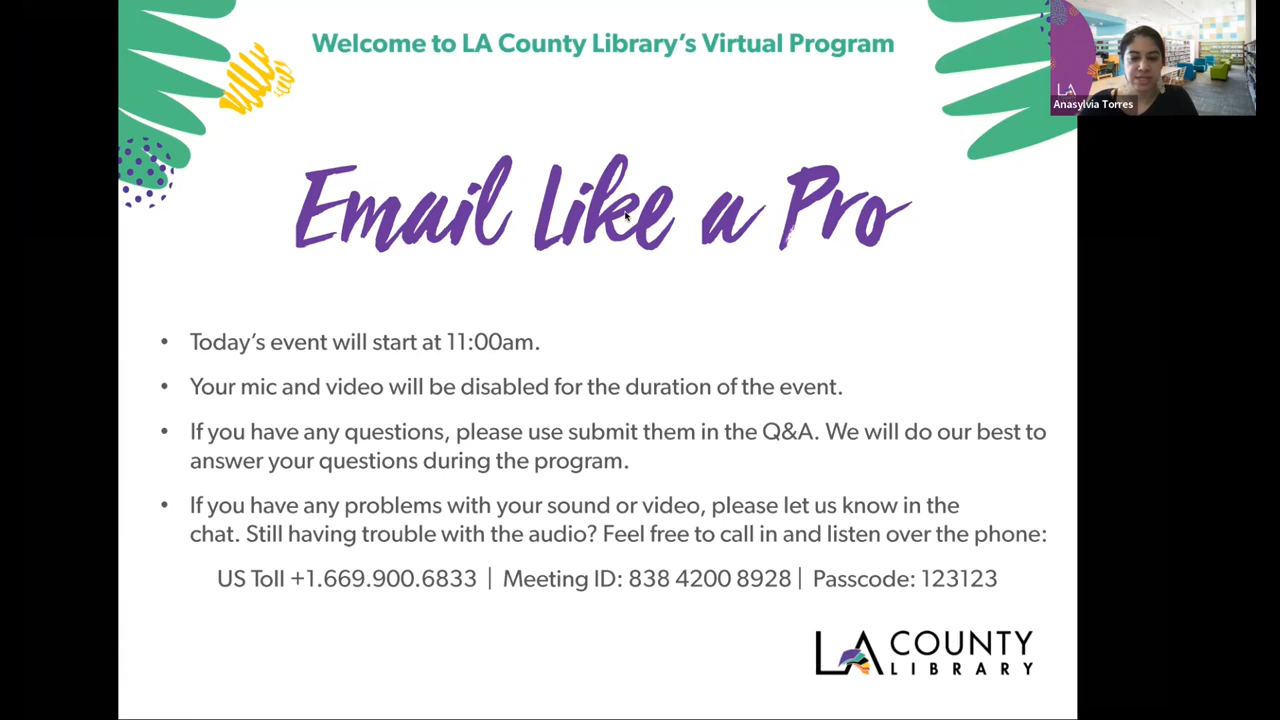 Welcome to LA County Library's Virtual Program
LA
Anasylvia Torres
Email Like a Pro
• Today's event will start at 11:00am.
• Your mic and video will be disabled for the duration of the event.
• If you have any questions, please use submit them in the Q&A. We will do our best to
answer your questions during the program.
• If you have any problems with your sound or video, please let us know in the
chat. Still having trouble with the audio? Feel free to call in and listen over the phone:
US Toll +1.669.900.6833 | Meeting ID: 838 4200 8928 | Passcode: 123123
LA COUNTY
LIBRARY